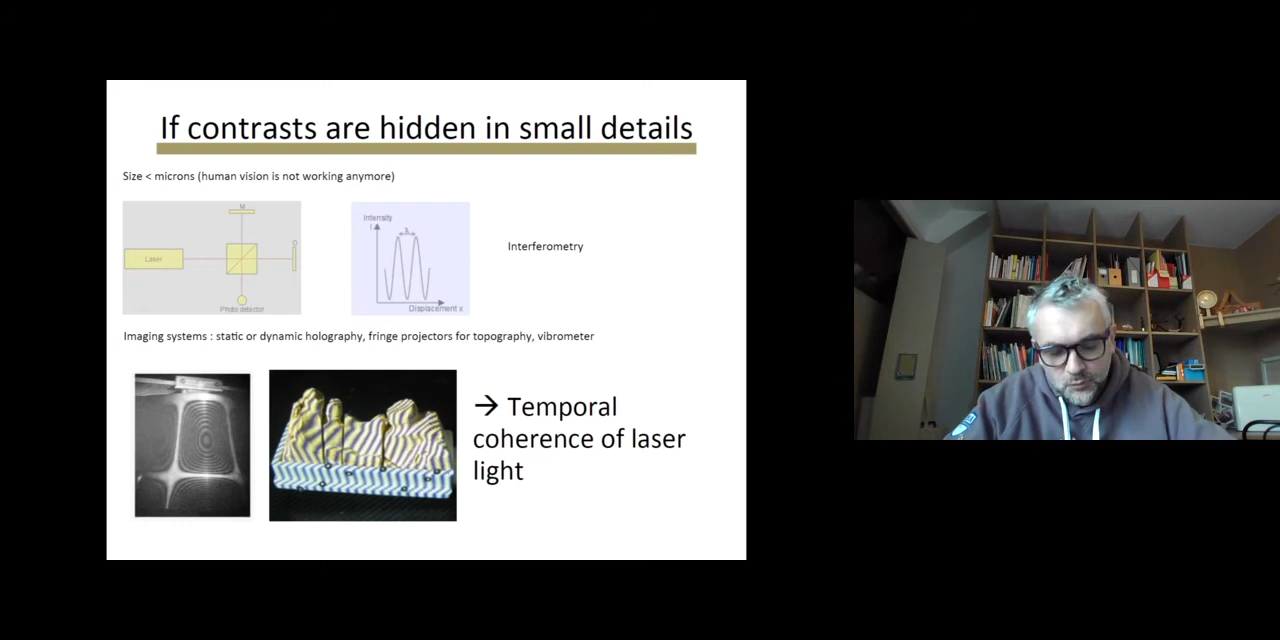 If contrasts are hidden in small details
Size < microns (human vision is not working anymore)
M
Laser
Photo detector
Intensity
I
λ
Displacement x
Interferometry
Imaging systems : static or dynamic holography, fringe projectors for topography, vibrometer
→ Temporal
coherence of laser
light